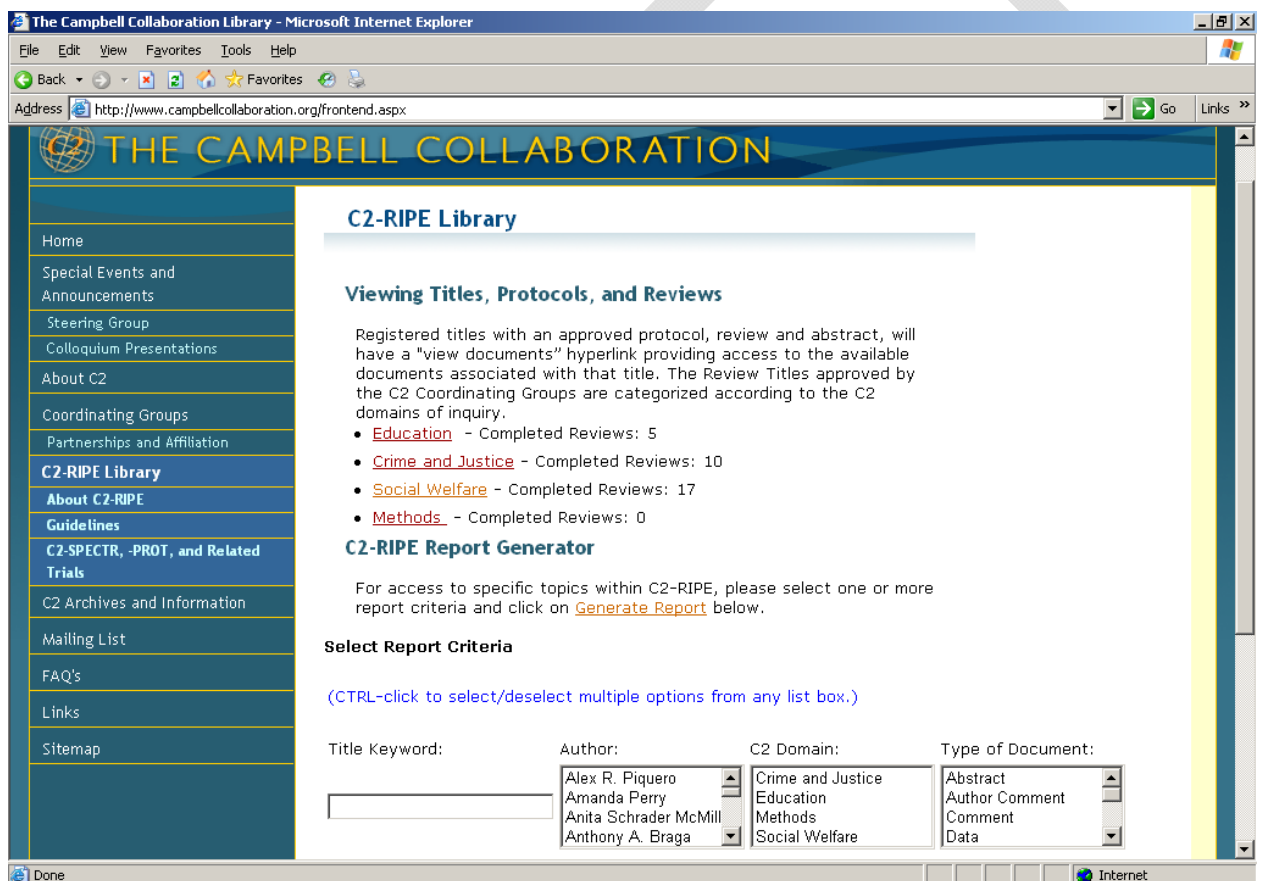 The Campbell Collaboration Library - Microsoft Internet Explorer
File Edit View Favorites Tools Help
Back Favorites
Address http://www.campbellcollaboration.org/frontend.aspx Go Links »
C2 THE CAMPBELL COLLABORATION
Home
Special Events and
Announcements
Steering Group
Colloquium Presentations
About C2
Coordinating Groups
Partnerships and Affiliation
C2-RIPE Library
About C2-RIPE
Guidelines
C2-SPECTR, -PROT, and Related
Trials
C2 Archives and Information
Mailing List
FAQ's
Links
Sitemap
C2-RIPE Library
Viewing Titles, Protocols, and Reviews
Registered titles with an approved protocol, review and abstract, will
have a "view documents” hyperlink providing access to the available
documents associated with that title. The Review Titles approved by
the C2 Coordinating Groups are categorized according to the C2
domains of inquiry.
• Education - Completed Reviews: 5
• Crime and Justice - Completed Reviews: 10
• Social Welfare - Completed Reviews: 17
• Methods - Completed Reviews: 0
C2-RIPE Report Generator
For access to specific topics within C2-RIPE, please select one or more
report criteria and click on Generate Report below.
Select Report Criteria
(CTRL-click to select/deselect multiple options from any list box.)
Title Keyword: Author: C2 Domain: Type of Document:
Alex R. Piquero Crime and Justice Abstract
Amanda Perry Education Author Comment
Anita Schrader McMill Methods Comment
Anthony A. Braga Social Welfare Data
Done Internet